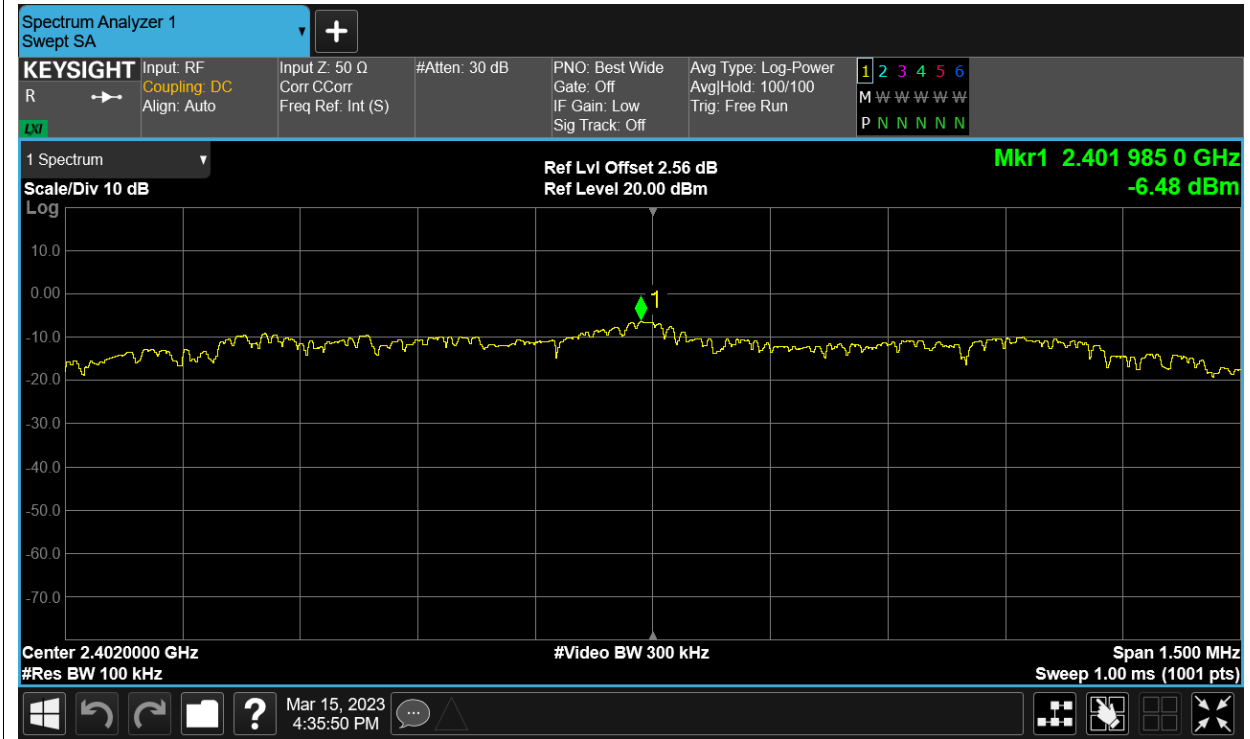 Spectrum Analyzer 1
Swept SA
+
KEYSIGHT
R
LXI
Input: RF
Coupling: DC
Align: Auto
Input Z: 50 Ω
Corr CCorr
Freq Ref: Int (S)
#Atten: 30 dB
PNO: Best Wide
Gate: Off
IF Gain: Low
Sig Track: Off
Avg Type: Log-Power
Avg|Hold: 100/100
Trig: Free Run
1 2 3 4 5 6
M W W W W W
P N N N N N
1 Spectrum
Scale/Div 10 dB
Log
Ref Lvl Offset 2.56 dB
Ref Level 20.00 dBm
Mkr1 2.401 985 0 GHz
-6.48 dBm
10.0
0.00
-10.0
-20.0
-30.0
-40.0
-50.0
-60.0
-70.0
1
Center 2.4020000 GHz
#Res BW 100 kHz
#Video BW 300 kHz
Span 1.500 MHz
Sweep 1.00 ms (1001 pts)
?
Mar 15, 2023
4:35:50 PM